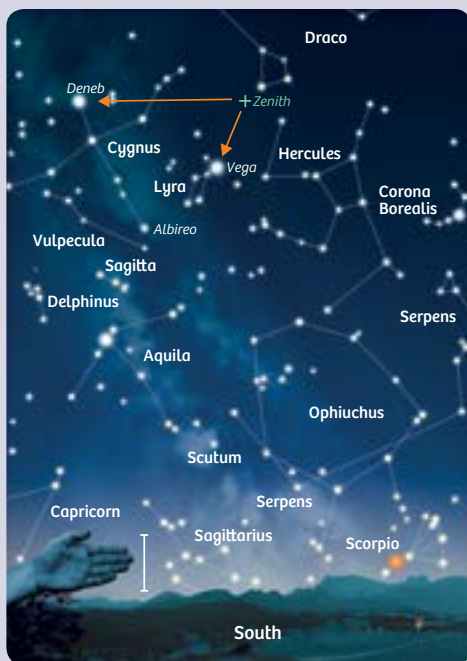 Draco
Deneb
+Zenith
Cygnus
Hercules
Vega
Lyra
Corona
Borealis
Albireo
Vulpecula
Sagitta
Delphinus
Serpens
Aquila
Ophiuchus
Scutum
Serpens
Capricorn
Sagittarius
Scorpio
South